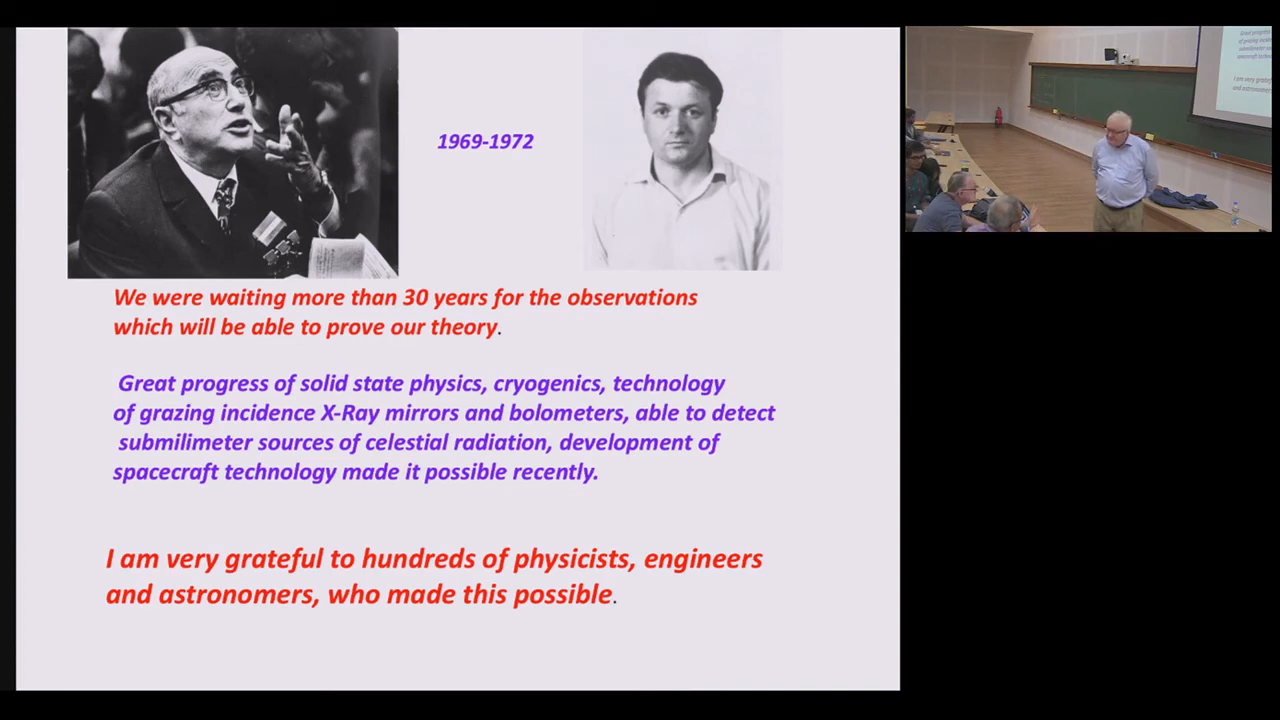 1969-1972
We were waiting more than 30 years for the observations
which will be able to prove our theory.
Great progress of solid state physics, cryogenics, technology
of grazing incidence X-Ray mirrors and bolometers, able to detect
submilimeter sources of celestial radiation, development of
spacecraft technology made it possible recently.
I am very grateful to hundreds of physicists, engineers
and astronomers, who made this possible.